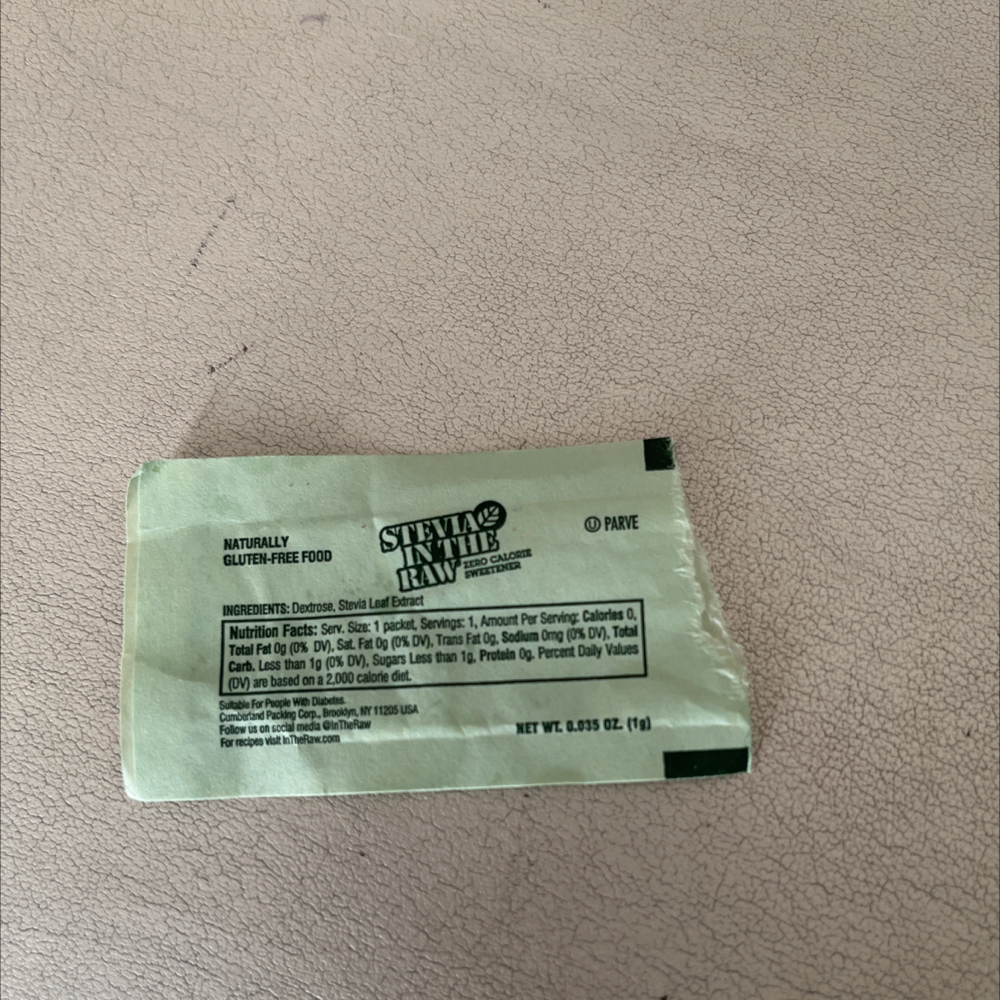 NATURALLY
GLUTEN-FREE FOOD
STEVIA
IN THE
RAW
ZERO CALORIE
SWEETENER
Ⓤ PARVE
INGREDIENTS: Dextrose, Stevia Leaf Extract
Nutrition Facts: Serv. Size: 1 packet, Servings: 1, Amount Per Serving: Calories 0,
Total Fat 0g (0% DV), Sat. Fat 0g (0% DV), Trans Fat 0g, Sodium 0mg (0% DV), Total
Carb. Less than 1g (0% DV), Sugars Less than 1g, Protein 0g. Percent Daily Values
(DV) are based on a 2,000 calorie diet.
Suitable For People With Diabetes.
Cumberland Packing Corp., Brooklyn, NY 11205 USA
Follow us on social media @InTheRaw
For recipes visit InTheRaw.com
NET WT. 0.035 OZ. (1g)